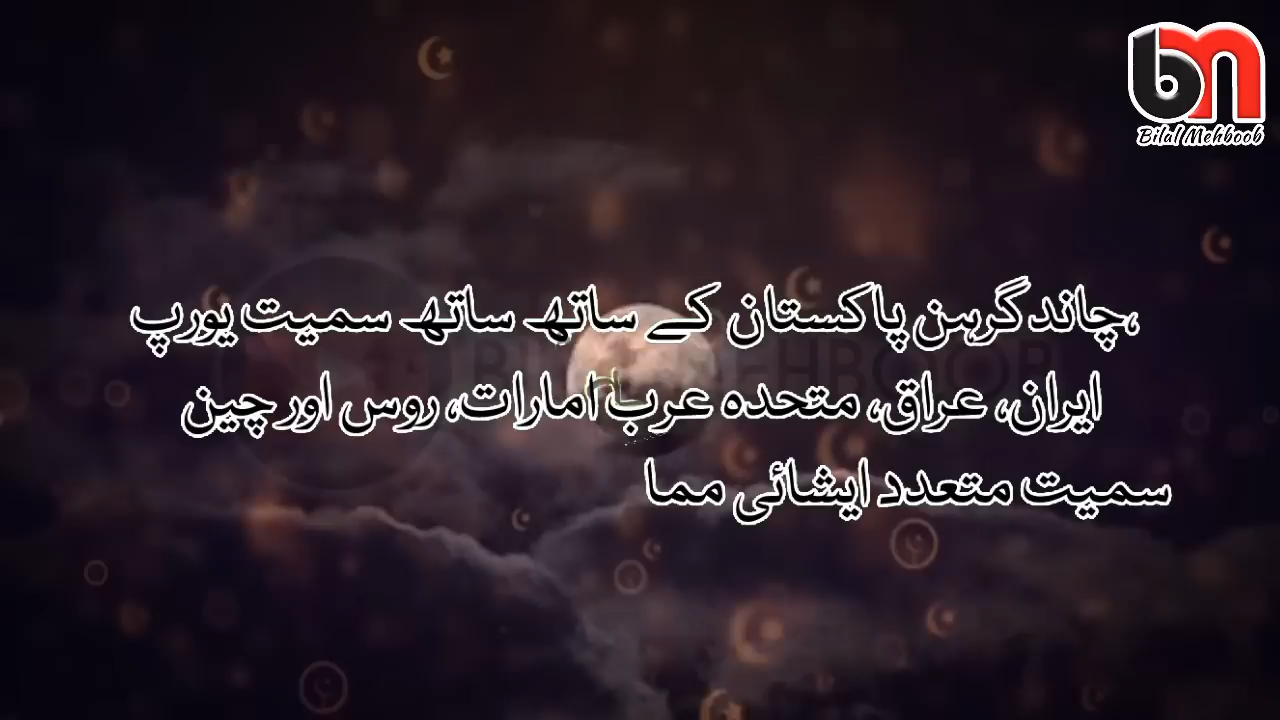 bm
Bilal Mehboob
،چاند گرہن پاکستان کے ساتھ ساتھ سمیت یورپ
ایران، عراق، متحدہ عرب امارات، روس اور چین
سمیت متعدد ایشائی مما